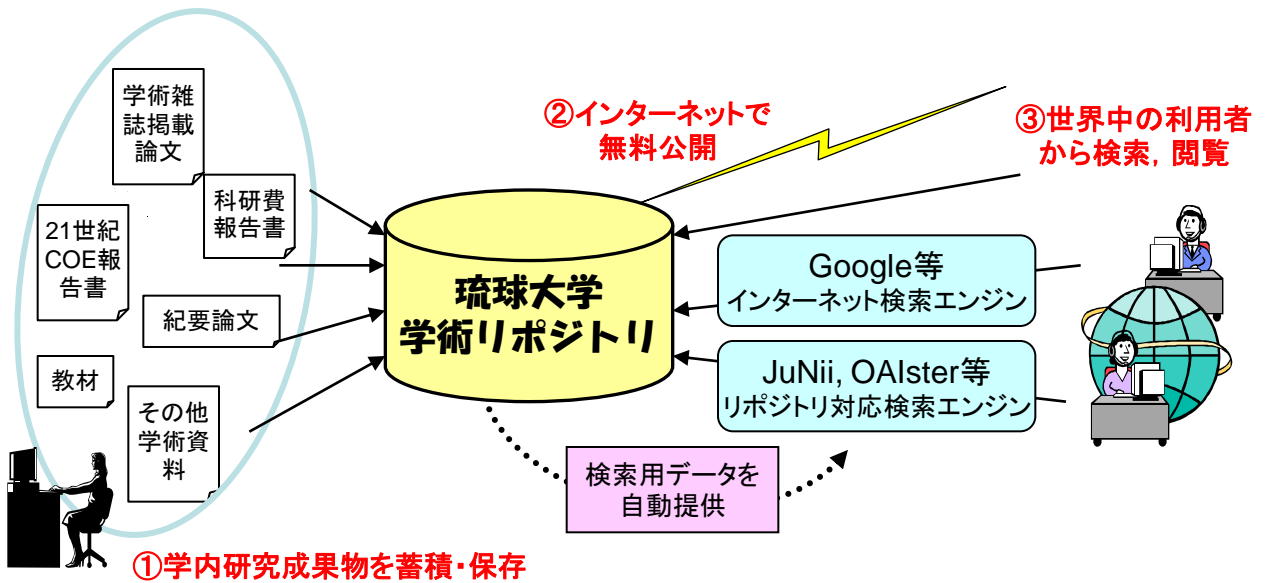 学術雑
誌掲載
論文
科研費
報告書
21世紀
COE報
告書
紀要論文
教材
その他
学術資
料
①学内研究成果物を蓄積・保存
琉球大学
学術リポジトリ
②インターネットで
無料公開
③世界中の利用者
から検索，閲覧
Google等
インターネット検索エンジン
JuNii, OAIster等
リポジトリ対応検索エンジン
検索用データを
自動提供